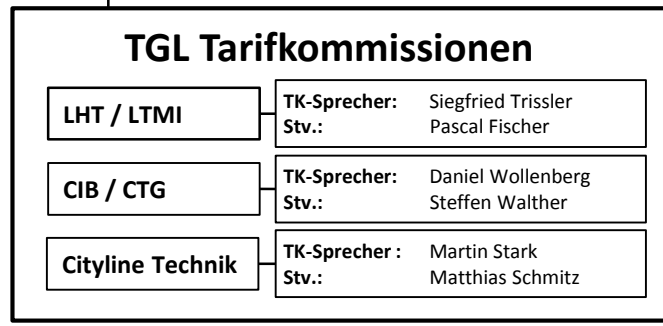 TGL Tarifkommissionen
LHT / LTMI
TK-Sprecher: Siegfried Trissler
Stv.: Pascal Fischer
CIB / CTG
TK-Sprecher: Daniel Wollenberg
Stv.: Steffen Walther
Cityline Technik
TK-Sprecher : Martin Stark
Stv.: Matthias Schmitz